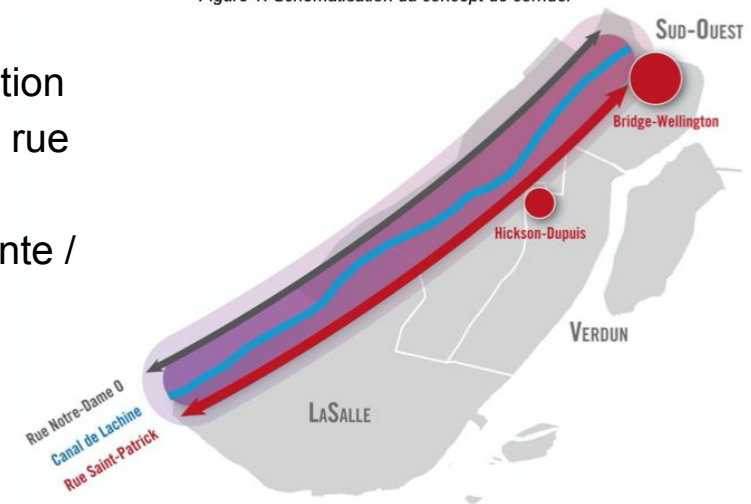 Figure 1: Schématisation du concept de corridor
SUD-OUEST
tion
rue
nte /
Bridge-Wellington
Hickson-Dupuis
VERDUN
LASALLE
Rue Notre-Dame O
Canal de Lachine
Rue Saint-Patrick